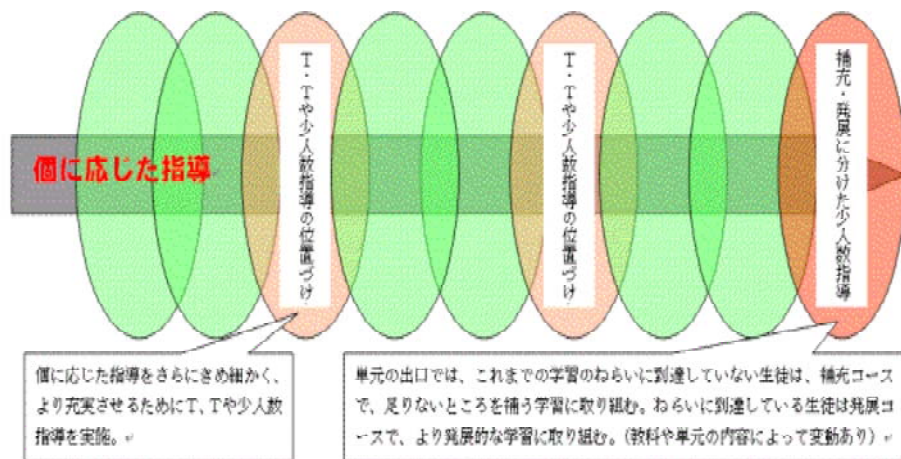 個に応じた指導
T・Tや少人数指導の位置づけ
T・Tや少人数指導の位置づけ
補充・発展に分けた少人数指導
個に応じた指導をさらにきめ細かく、
より充実させるためにT、Tや少人数
指導を実施。
単元の出口では、これまでの学習のねらいに到達していない生徒は、補充コース
で、足りないところを補う学習に取り組む。ねらいに到達している生徒は発展コ
ースで、より発展的な学習に取り組む。(教科や単元の内容によって変動あり)